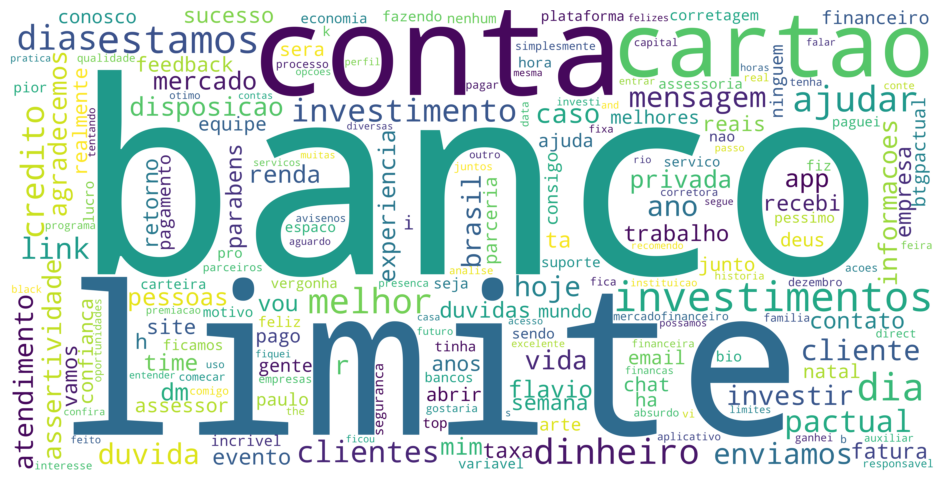 banco
limite
conta
cartao
investimentos
dinheiro
dia
ajudar
melhor
credito
clientes
estamos
dias
pactual
cliente
investimento
investir
privada
mensagem
enviamos
assertividade
agradecemos
atendimento
informacoes
experiencia
disposicao
duvida
vida
flavio
brasil
trabalho
hoje
caso
ano
app
link
renda
mercado
feedback
sucesso
conosco
economia
k
fazendo
nenhum
plataforma
felizes
corretagem
financeiro
pratica
qualidade
pior
realmente
tentando
processo
opcoes
perfil
sera
simplesmente
hora
mesma
pagar
capital
falar
horas
real
tenha
entrar
assessoria
ninguem
conte
auxiliar
paguei
btgpactual
empresa
equipe
diversas
ajuda
fixa
data
investi
and
melhores
reais
nao
passo
rio
servico
fiz
corretora
segue
recebi
pessimo
deus
feira
retorno
pagamento
parabens
servicos
muitas
juntos
outro
avisenos
espaco
aguardo
i
parceria
consigo
ta
lucro
programa
pro
parceiros
carteira
vergonha
presenca
seja
suporte
analise
recomendo
instituicao
junto
historia
dezembro
acoes
fica
black
premiacao
motivo
pessoas
vou
duvidas
mundo
casa
futuro
acesso
sendo
mercadofinanceiro
possamos
familia
contato
direct
site
ficamos
feliz
pago
h
r
tinha
anos
email
financeira
financas
bio
natal
vamos
confianca
oportunidades
time
uso
fiquei
gente
empresas
bancos
excelente
chat
ha
entender
comecar
dm
comigo
assessor
paulo
the
seguranca
abrir
gostaria
top
semana
s
absurdo
vi
limites
confira
feito
incrivel
ficou
mim
arte
aplicativo
ganhei
b
interesse
evento
variavel
taxa
fatura
responsavel
contas
otimo